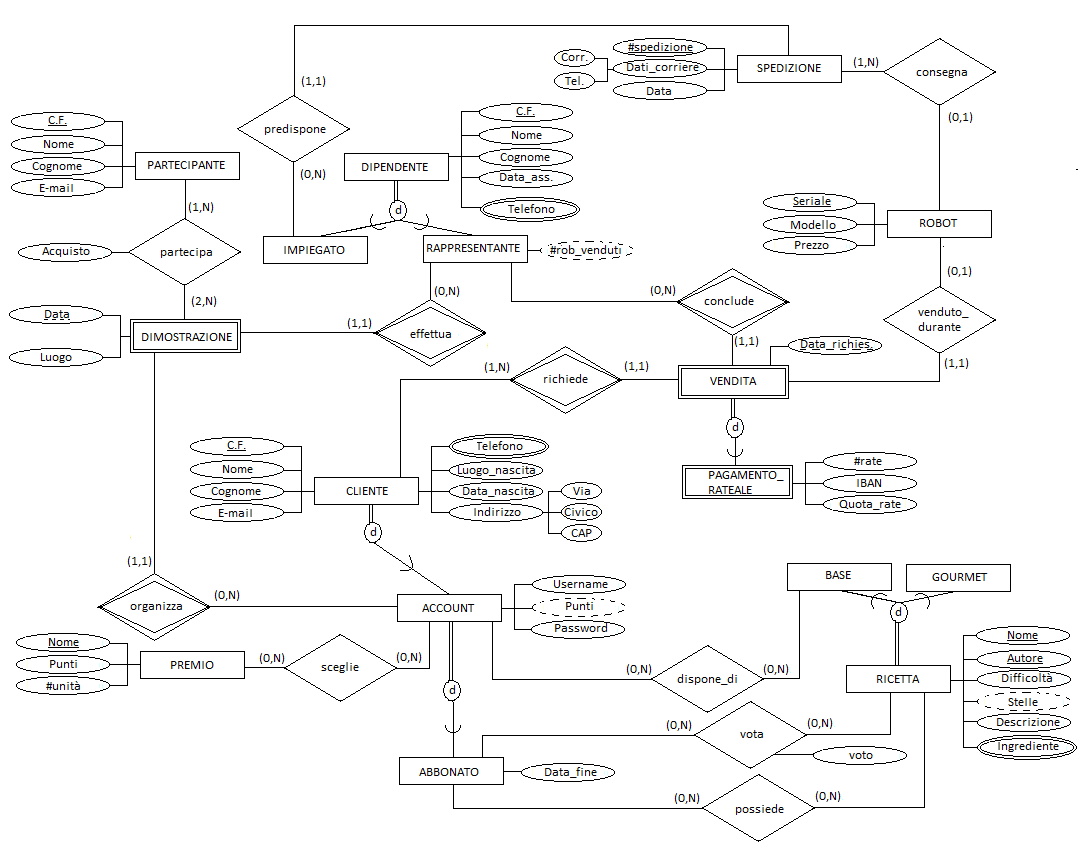 #spedizione
Corr.
Dati_corriere
SPEDIZIONE
(1,N)
consegna
Tel.
Data
(1,1)
(0,1)
C.F.
Nome
Cognome
E-mail
PARTECIPANTE
predispone
DIPENDENTE
C.F.
Nome
Cognome
Data_ass.
Telefono
(0,N)
d
(1,N)
Acquisto
partecipa
IMPIEGATO
RAPPRESENTANTE
#rob_venduti
Seriale
Modello
Prezzo
ROBOT
(0,1)
(2,N)
(0,N)
(0,N)
conclude
Data
Luogo
DIMOSTRAZIONE
(1,1)
effettua
(1,1)
Data_richies.
venduto_
durante
(1,1)
(1,N)
richiede
(1,1)
VENDITA
d
C.F.
Nome
Cognome
E-mail
CLIENTE
Telefono
Luogo_nascita
Data_nascita
Indirizzo
Via
Civico
CAP
PAGAMENTO_
RATEALE
#rate
IBAN
Quota_rate
d
(1,1)
organizza
(0,N)
ACCOUNT
Username
Punti
Password
BASE
GOURMET
d
Nome
Punti
#unità
PREMIO
(0,N)
sceglie
(0,N)
d
(0,N)
dispone_di
(0,N)
RICETTA
Nome
Autore
Difficoltà
Stelle
Descrizione
Ingrediente
(0,N)
vota
(0,N)
voto
ABBONATO
Data_fine
(0,N)
possiede
(0,N)